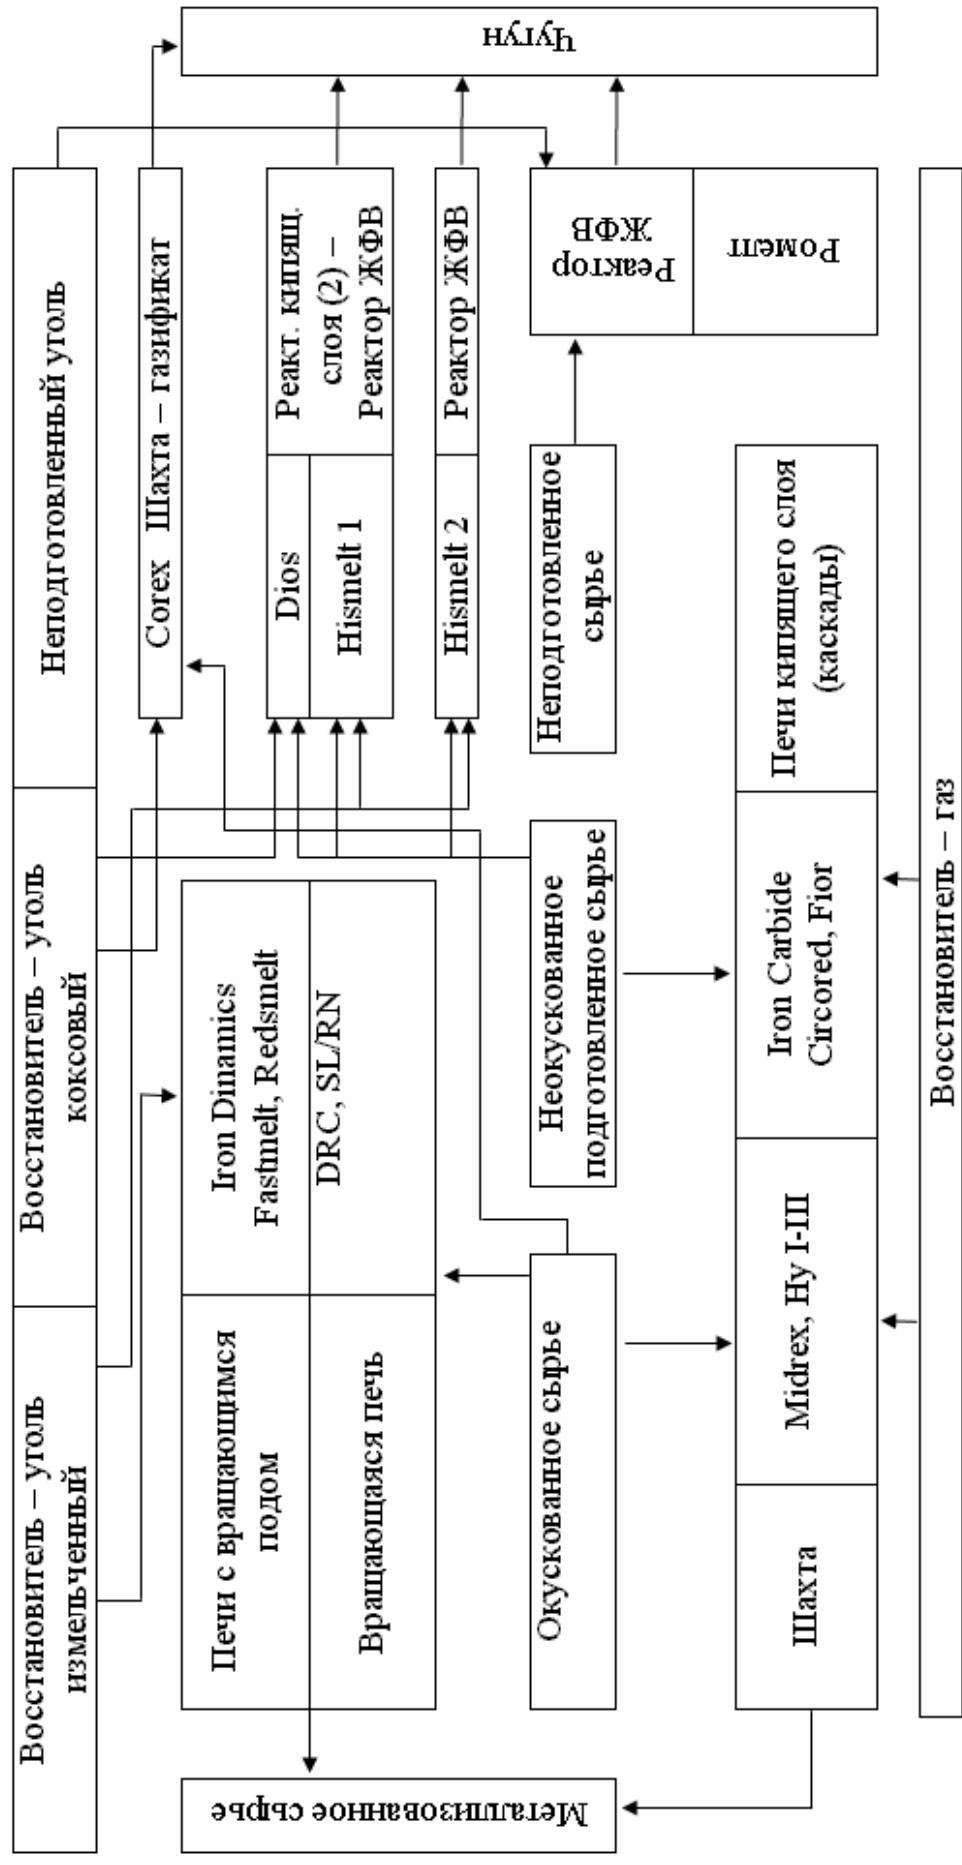 Восстановитель – уголь
измельченный
Восстановитель – уголь
коксовый
Неподготовленный уголь
Corex Шахта – газификат
Печи с вращающимся
подом
Iron Dinamics
Fastmelt, Redsmelt
Вращающаяся печь
DRC, SL/RN
Dios
Hismelt 1
Реакт. кипящ.
слоя (2) –
Реактор ЖФВ
Hismelt 2
Реактор ЖФВ
Металлизованное сырье
Чугун
Окускованное сырье
Неокускованное
подготовленное сырье
Неподготовленное
сырье
Реактор
ЖФВ
Ромелт
Шахта
Midrex, Hy I-III
Iron Carbide
Circored, Fior
Печи кипящего слоя
(каскады)
Восстановитель – газ